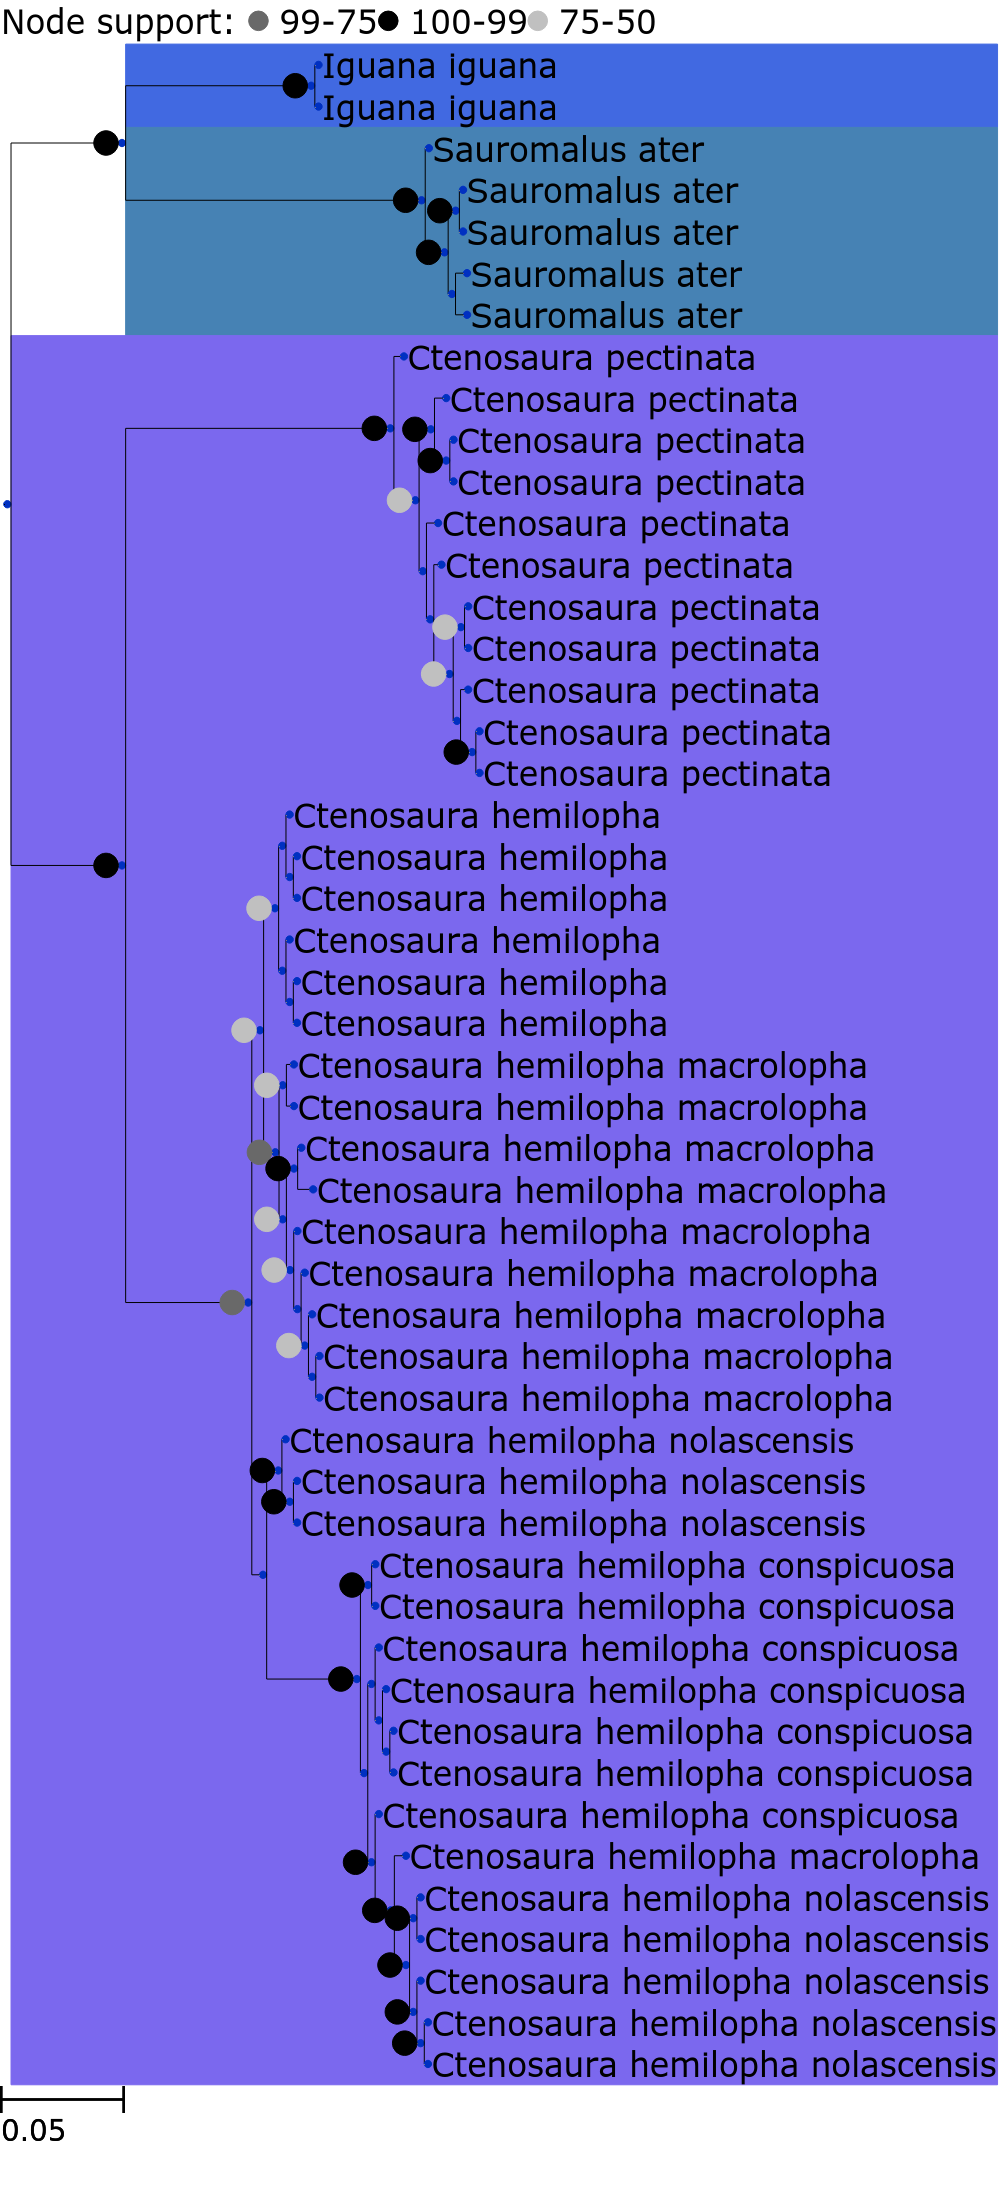 Node support: 99-75 100-99 75-50
Iguana iguana
Iguana iguana
Sauromalus ater
Sauromalus ater
Sauromalus ater
Sauromalus ater
Sauromalus ater
Ctenosaura pectinata
Ctenosaura pectinata
Ctenosaura pectinata
Ctenosaura pectinata
Ctenosaura pectinata
Ctenosaura pectinata
Ctenosaura pectinata
Ctenosaura pectinata
Ctenosaura pectinata
Ctenosaura pectinata
Ctenosaura pectinata
Ctenosaura hemilopha
Ctenosaura hemilopha
Ctenosaura hemilopha
Ctenosaura hemilopha
Ctenosaura hemilopha
Ctenosaura hemilopha
Ctenosaura hemilopha macrolopha
Ctenosaura hemilopha macrolopha
Ctenosaura hemilopha macrolopha
Ctenosaura hemilopha macrolopha
Ctenosaura hemilopha macrolopha
Ctenosaura hemilopha macrolopha
Ctenosaura hemilopha macrolopha
Ctenosaura hemilopha macrolopha
Ctenosaura hemilopha macrolopha
Ctenosaura hemilopha nolascensis
Ctenosaura hemilopha nolascensis
Ctenosaura hemilopha nolascensis
Ctenosaura hemilopha conspicuosa
Ctenosaura hemilopha conspicuosa
Ctenosaura hemilopha conspicuosa
Ctenosaura hemilopha conspicuosa
Ctenosaura hemilopha conspicuosa
Ctenosaura hemilopha conspicuosa
Ctenosaura hemilopha conspicuosa
Ctenosaura hemilopha macrolopha
Ctenosaura hemilopha nolascensis
Ctenosaura hemilopha nolascensis
Ctenosaura hemilopha nolascensis
Ctenosaura hemilopha nolascensis
Ctenosaura hemilopha nolascensis
0.05